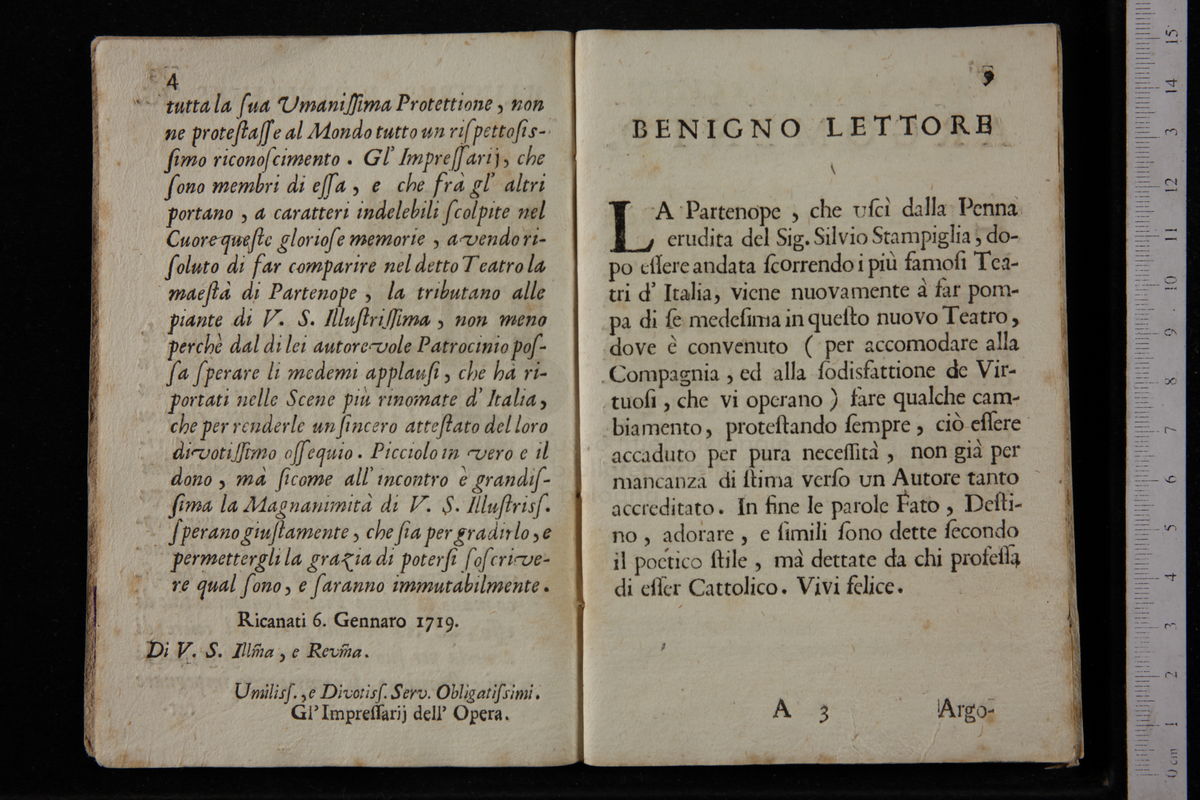 4
tutta la ſua Umaniſſima Protettione, non
ne proteſtaſſe al Mondo tutto un riſpettoſis-
ſimo riconoſcimento. Gl' Impreſſarij, che
ſono membri di eſſa, e che frà gl' altri
portano, a caratteri indelebili ſcolpite nel
Cuore queſte glorioſe memorie, avendo ri-
ſoluto di far comparire nel detto Teatro la
maeſtà di Partenope, la tributano alle
piante di V. S. Illuſtriſſima, non meno
perchè dal di lei autorevole Patrocinio poſ-
ſa ſperare li medemi applauſi, che hà ri-
portati nelle Scene più rinomate d' Italia,
che per renderle un ſincero atteſtato del loro
divotiſſimo oſſequio. Picciolo in vero e il
dono, mà ſicome all' incontro è grandiſ-
ſima la Magnanimità di V. S. Illuſtriſſ.
ſperano giuſtamente, che ſia per gradirlo, e
permettergli la grazia di poterſi ſoſcrive-
re qual ſono, e ſaranno immutabilmente.
Ricanati 6. Gennaro 1719.
Di V. S. Illm̃a, e Revm̃a.
Umiliſſ., e Divotiſſ. Serv. Obligatiſsimi.
Gl' Impreſſarij dell' Opera.
BENIGNO LETTORE
LA Partenope, che uſcì dalla Penna
erudita del Sig. Silvio Stampiglia, do-
po eſſere andata ſcorrendo i più famoſi Tea-
tri d' Italia, viene nuovamente à far pom-
pa di ſe medeſima in queſto nuovo Teatro,
dove è convenuto ( per accomodare alla
Compagnia, ed alla ſodisfattione de Vir-
tuoſi, che vi operano ) fare qualche cam-
biamento, proteſtando ſempre, ciò eſſere
accaduto per pura neceſſità, non già per
mancanza di ſtima verſo un Autore tanto
accreditato. In fine le parole Fato, Deſti-
no, adorare, e ſimili ſono dette ſecondo
il poetico ſtile, mà dettate da chi profeſſa
di eſſer Cattolico. Vivi felice.
A 3
Argo-